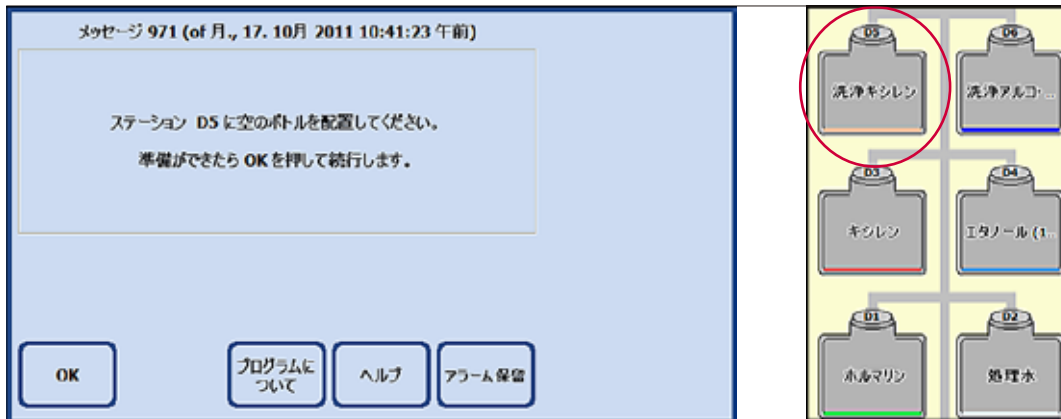 メッセージ 971 (of 月., 17. 10月 2011 10:41:23 午前)
ステーション D5 に空のボトルを配置してください。
準備ができたら OK を押して続行します。
OK
プログラムに
ついて
ヘルプ
アラーム保留
D5
洗浄キシレン
D6
洗浄アルコ...
D3
キシレン
D4
エタノール (1...
D1
ホルマリン
D2
処理水